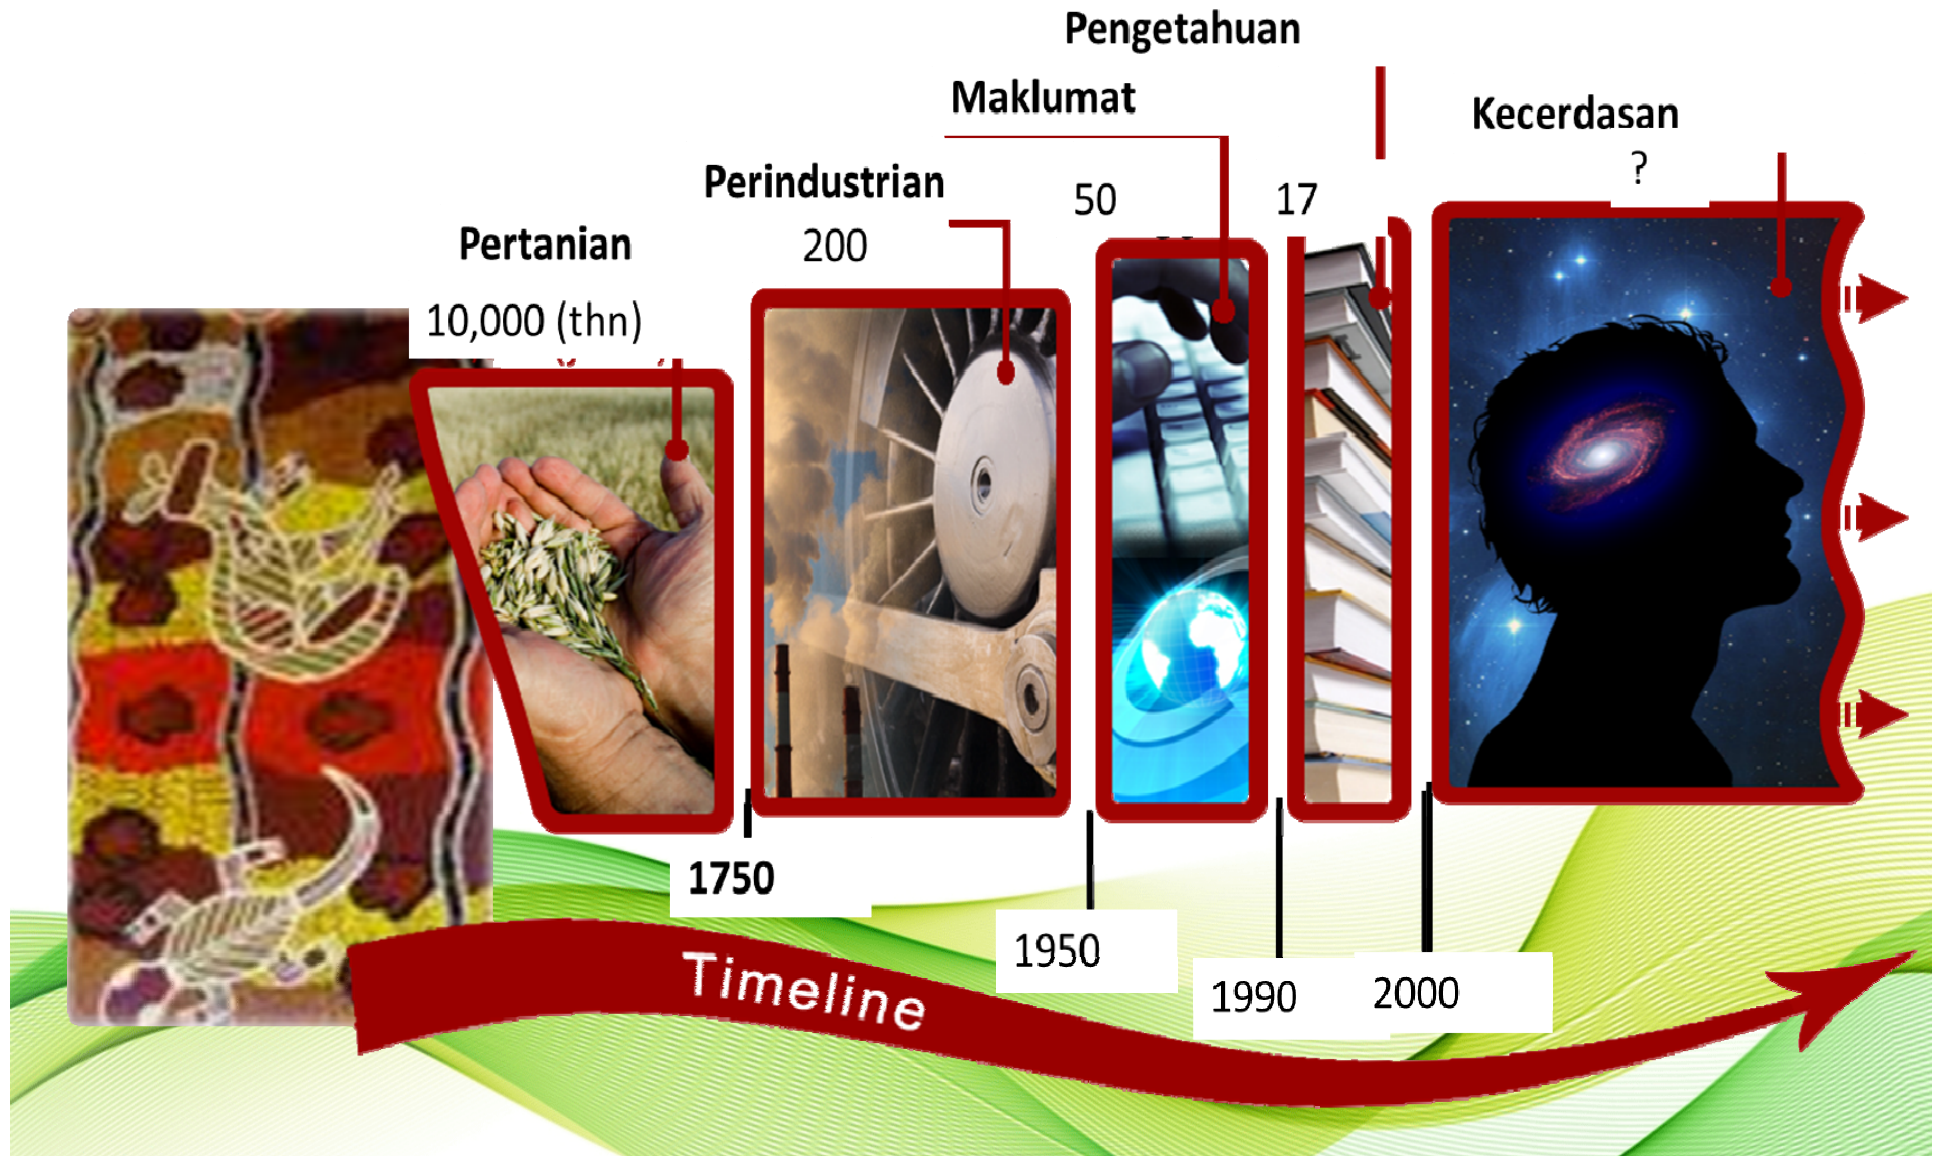 Pengetahuan
Maklumat
Kecerdasan
?
Perindustrian
50
17
200
Pertanian
10,000 (thn)
1750
1950
1990
2000
Timeline